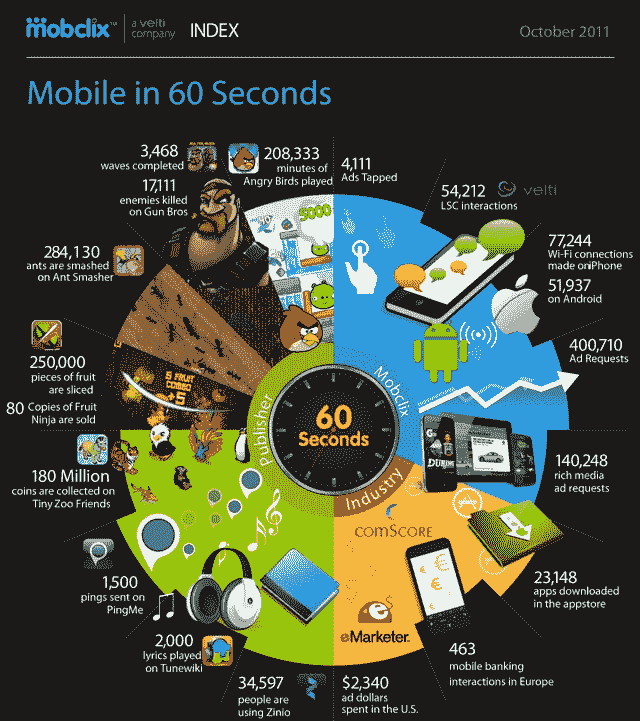 mobclix™ a velti company INDEX
October 2011
Mobile in 60 Seconds
3,468
waves completed
17,111
enemies killed
on Gun Bros
208,333
minutes of
Angry Birds played
4,111
Ads Tapped
54,212
LSC interactions
velti
77,244
Wi-Fi connections
made oniPhone
51,937
on Android
400,710
Ad Requests
284,130
ants are smashed
on Ant Smasher
5000
250,000
pieces of fruit
are sliced
80 Copies of Fruit
Ninja are sold
5 FRUIT
COMBO
+5
Publisher
Mobclix
Industry
60
Seconds
180 Million
coins are collected on
Tiny Zoo Friends
140,248
rich media
ad requests
comSCORE
23,148
apps downloaded
in the appstore
1,500
pings sent on
PingMe
eMarketer.
463
mobile banking
interactions in Europe
2,000
lyrics played
on Tunewiki
34,597
people are
using Zinio
$2,340
ad dollars
spent in the U.S.